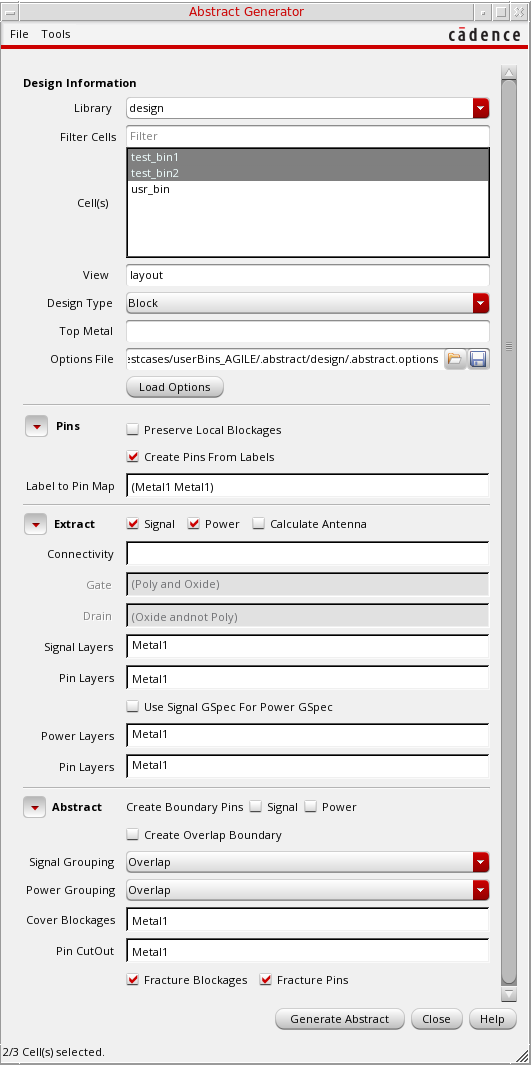 Abstract Generator
File Tools
cādence
Design Information
Library design
Filter Cells Filter
Cell(s)
test_bin1
test_bin2
usr_bin
View layout
Design Type Block
Top Metal
Options File :estcases/userBins_AGILE/.abstract/design/.abstract.options
Load Options
Pins
Preserve Local Blockages
Create Pins From Labels
Label to Pin Map (Metal1 Metal1)
Extract Signal Power Calculate Antenna
Connectivity
Gate (Poly and Oxide)
Drain (Oxide andnot Poly)
Signal Layers Metal1
Pin Layers Metal1
Use Signal GSpec For Power GSpec
Power Layers Metal1
Pin Layers Metal1
Abstract Create Boundary Pins Signal Power
Create Overlap Boundary
Signal Grouping Overlap
Power Grouping Overlap
Cover Blockages Metal1
Pin CutOut Metal1
Fracture Blockages Fracture Pins
Generate Abstract Close Help
2/3 Cell(s) selected.